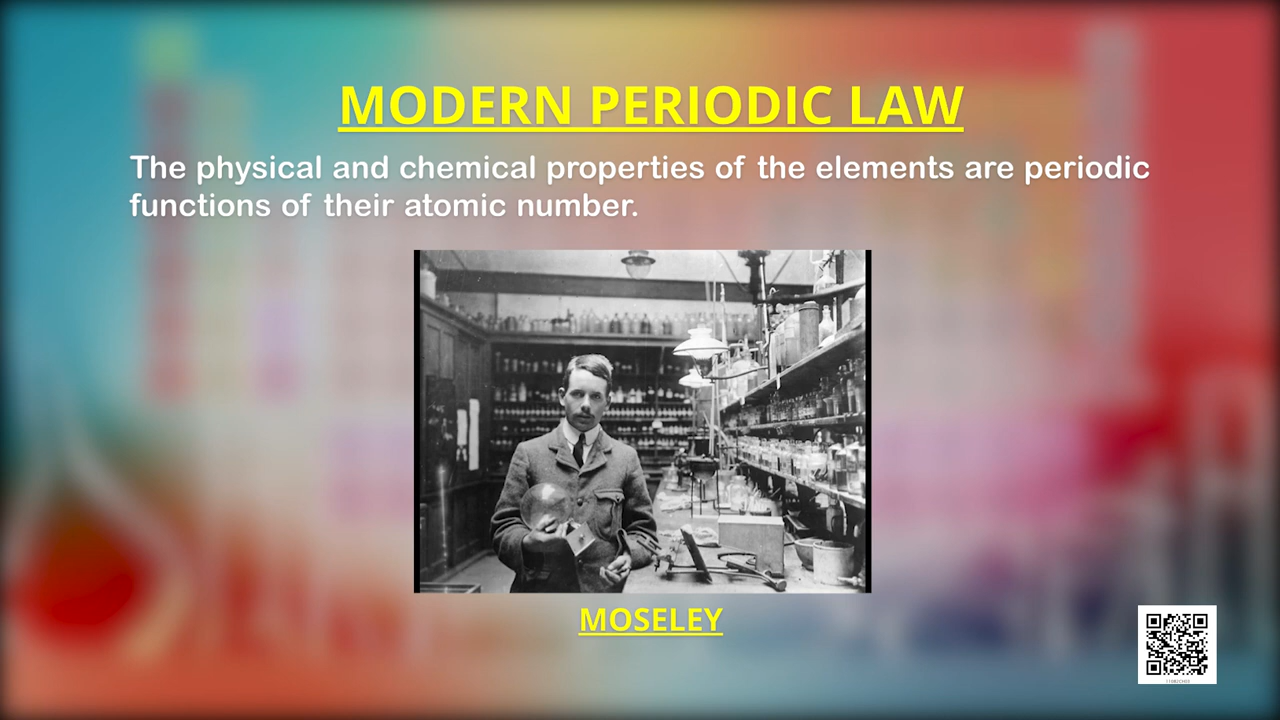 MODERN PERIODIC LAW
The physical and chemical properties of the elements are periodic
functions of their atomic number.
MOSELEY